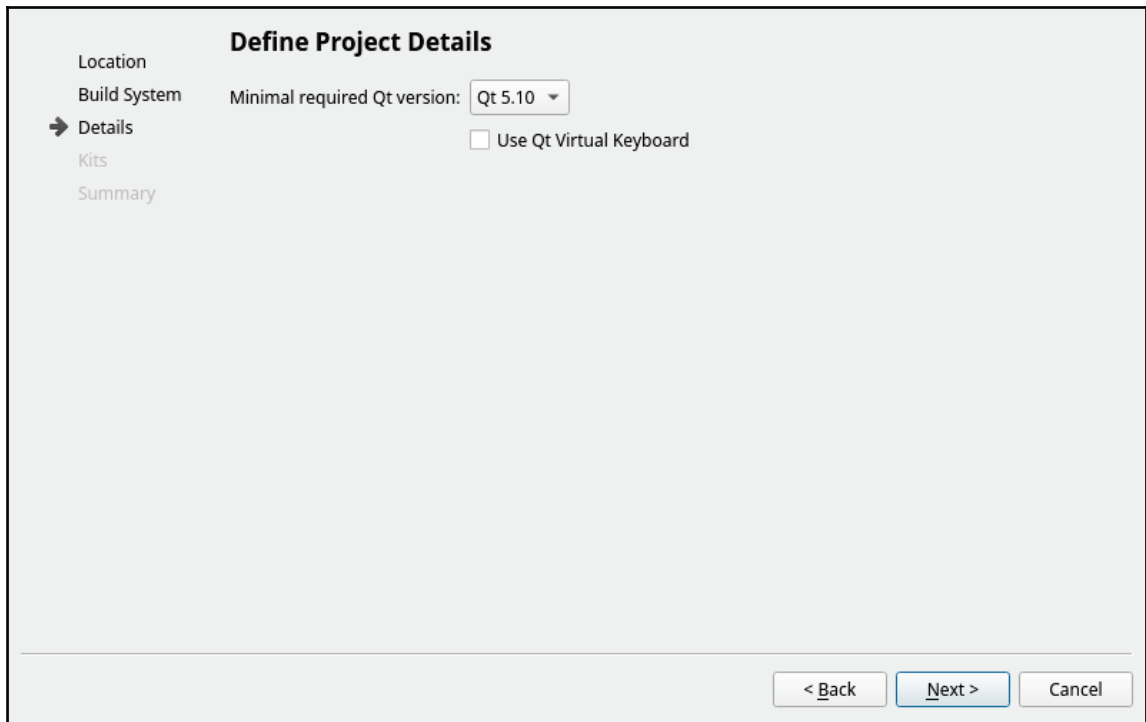 Define Project Details
Location
Build System
Details
Kits
Summary
Minimal required Qt version: Qt 5.10
Use Qt Virtual Keyboard
< Back
Next >
Cancel